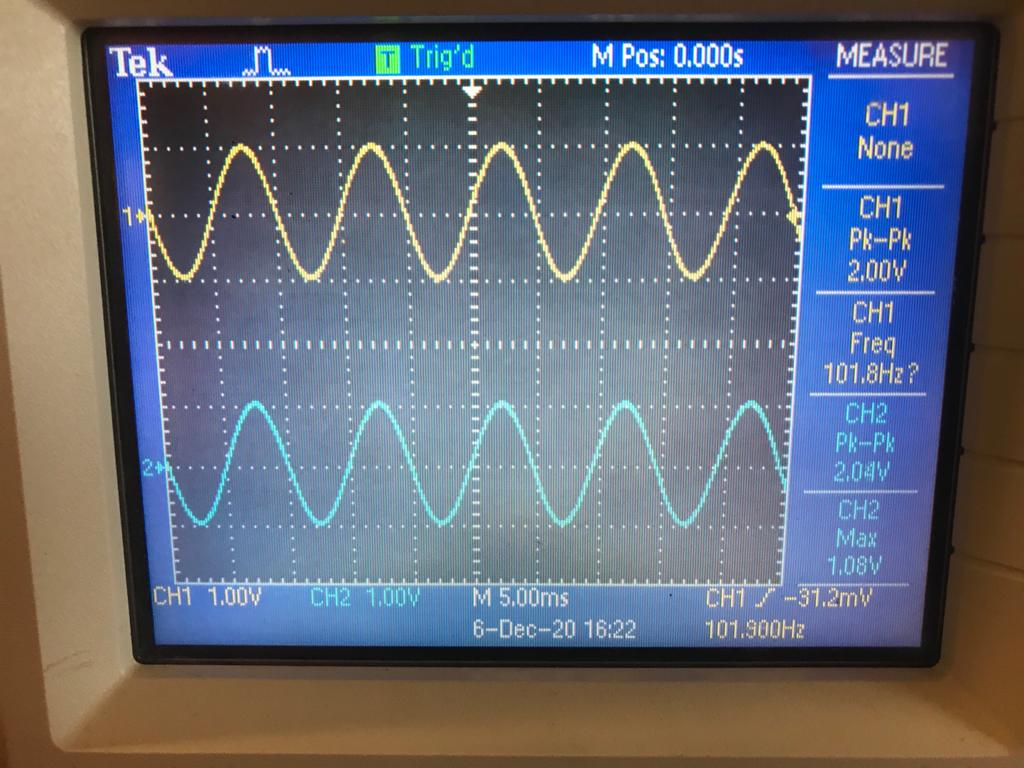 Tek T Trig'd M Pos: 0.000s MEASURE
CH1
None
CH1
Pk-Pk
2.00V
CH1
Freq
101.8Hz?
CH2
Pk-Pk
2.04V
CH2
Max
1.08V
1
2
CH1 1.00V CH2 1.00V M 5.00ms CH1 -31.2mV
6-Dec-20 16:22 101.900Hz